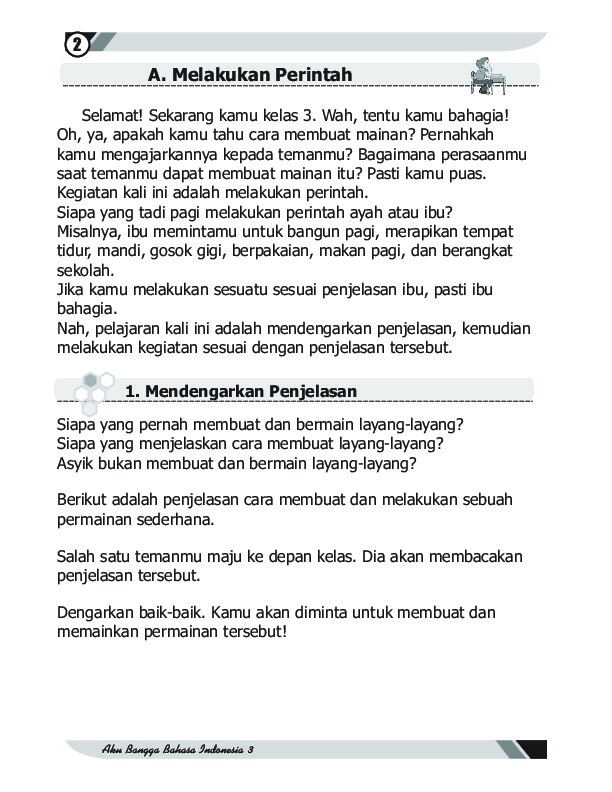 2
A. Melakukan Perintah
Selamat! Sekarang kamu kelas 3. Wah, tentu kamu bahagia!
Oh, ya, apakah kamu tahu cara membuat mainan? Pernahkah
kamu mengajarkannya kepada temanmu? Bagaimana perasaanmu
saat temanmu dapat membuat mainan itu? Pasti kamu puas.
Kegiatan kali ini adalah melakukan perintah.
Siapa yang tadi pagi melakukan perintah ayah atau ibu?
Misalnya, ibu memintamu untuk bangun pagi, merapikan tempat
tidur, mandi, gosok gigi, berpakaian, makan pagi, dan berangkat
sekolah.
Jika kamu melakukan sesuatu sesuai penjelasan ibu, pasti ibu
bahagia.
Nah, pelajaran kali ini adalah mendengarkan penjelasan, kemudian
melakukan kegiatan sesuai dengan penjelasan tersebut.
1. Mendengarkan Penjelasan
Siapa yang pernah membuat dan bermain layang-layang?
Siapa yang menjelaskan cara membuat layang-layang?
Asyik bukan membuat dan bermain layang-layang?
Berikut adalah penjelasan cara membuat dan melakukan sebuah
permainan sederhana.
Salah satu temanmu maju ke depan kelas. Dia akan membacakan
penjelasan tersebut.
Dengarkan baik-baik. Kamu akan diminta untuk membuat dan
memainkan permainan tersebut!
Aku Bangga Bahasa Indonesia 3